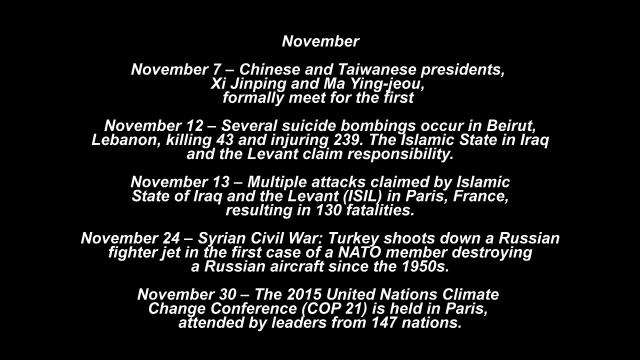 November
November 7 – Chinese and Taiwanese presidents,
Xi Jinping and Ma Ying-jeou,
formally meet for the first
November 12 – Several suicide bombings occur in Beirut,
Lebanon, killing 43 and injuring 239. The Islamic State in Iraq
and the Levant claim responsibility.
November 13 – Multiple attacks claimed by Islamic
State of Iraq and the Levant (ISIL) in Paris, France,
resulting in 130 fatalities.
November 24 – Syrian Civil War: Turkey shoots down a Russian
fighter jet in the first case of a NATO member destroying
a Russian aircraft since the 1950s.
November 30 – The 2015 United Nations Climate
Change Conference (COP 21) is held in Paris,
attended by leaders from 147 nations.